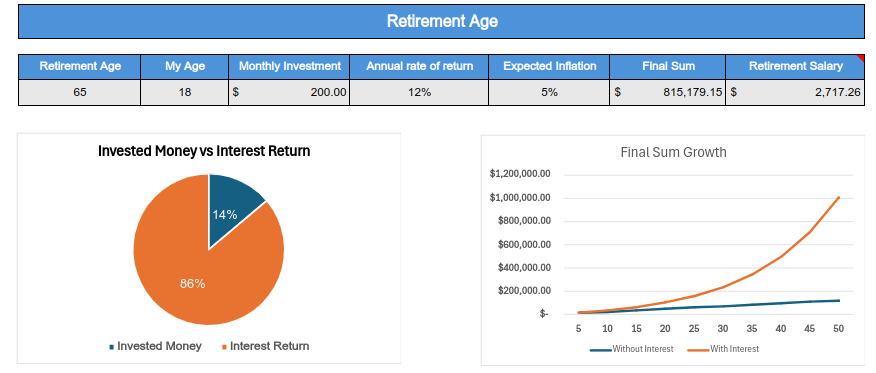 Retirement Age
Retirement Age My Age Monthly Investment Annual rate of return Expected Inflation Final Sum Retirement Salary
65 18 $ 200.00 12% 5% $ 815,179.15 $ 2,717.26
Invested Money vs Interest Return
14%
86%
Invested Money Interest Return
Final Sum Growth
$1,200,000.00
$1,000,000.00
$800,000.00
$600,000.00
$400,000.00
$200,000.00
$-
5 10 15 20 25 30 35 40 45 50
Without Interest With Interest